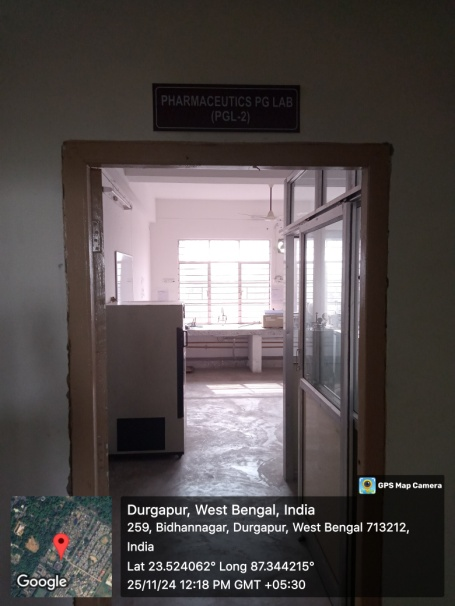 PHARMACEUTICS PG LAB
(PGL-2)
GPS Map Camera
Durgapur, West Bengal, India
259, Bidhannagar, Durgapur, West Bengal 713212,
India
Lat 23.524062° Long 87.344215°
25/11/24 12:18 PM GMT +05:30
Google